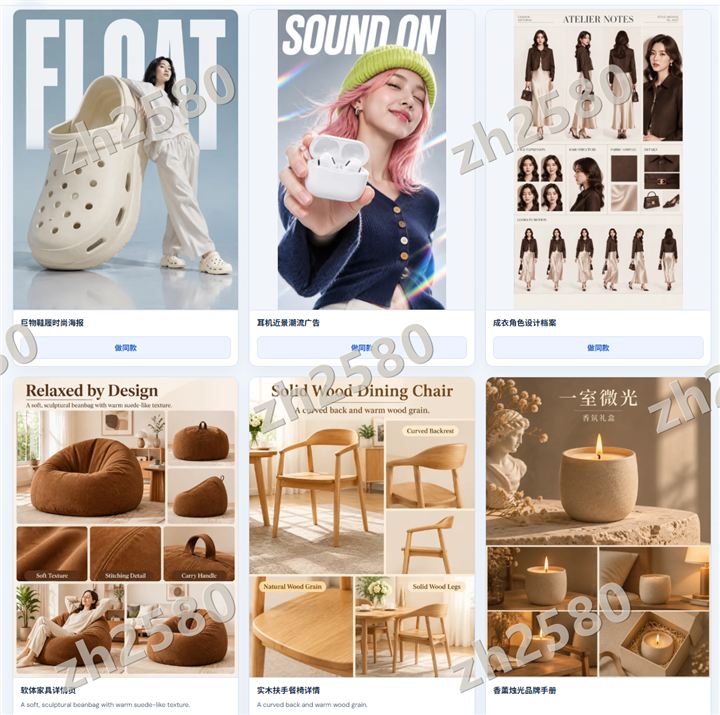 FLOAT
巨物鞋履时尚海报
做同款
SOUND ON
耳机近景潮流广告
做同款
ATELIER NOTES
成衣角色设计档案
做同款
Relaxed by Design
A soft, sculptural beanbag with warm suede-like texture.
Soft Texture
Stitching Detail
Carry Handle
软体家具详情页
A soft, sculptural beanbag with warm suede-like texture.
Solid Wood Dining Chair
A curved back and warm wood grain.
Curved Backrest
Natural Wood Grain
Solid Wood Legs
实木扶手餐椅详情
A curved back and warm wood grain.
一室微光
香氛礼盒
香薰烛光品牌手册
zh2580
zh2580
zh2580
zh2580
zh2580
zh2580